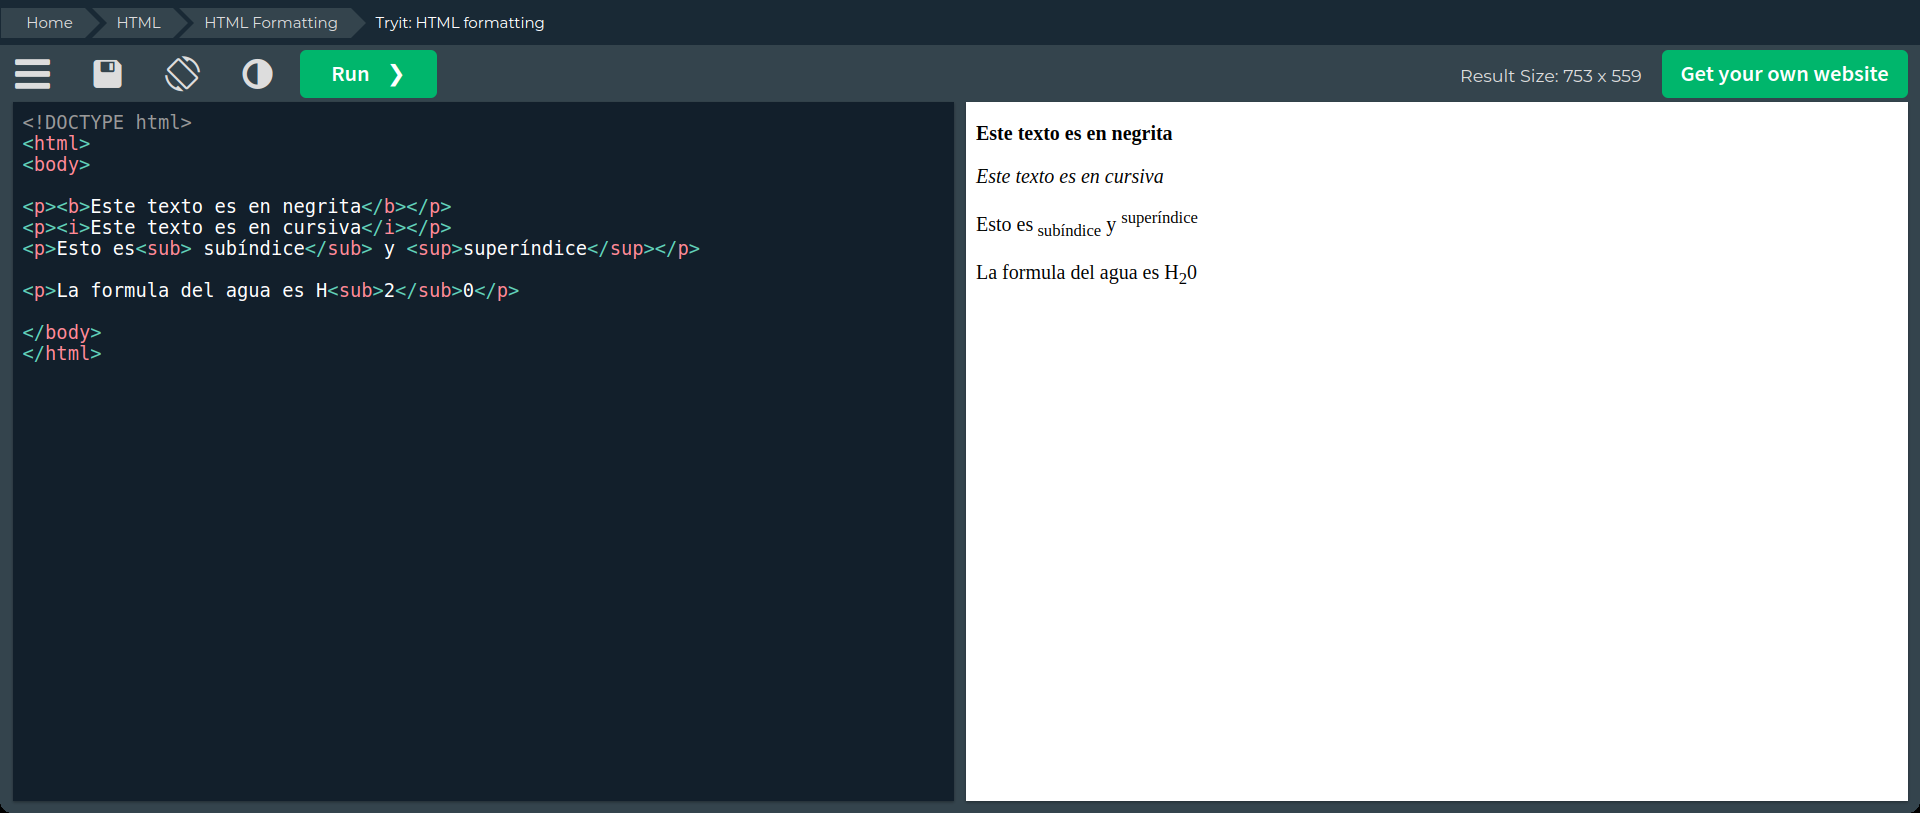 Home HTML HTML Formatting Tryit: HTML formatting
Run ❯ Result Size: 753 x 559 Get your own website
<!DOCTYPE html>
<html>
<body>
<p><b>Este texto es en negrita</b></p>
<p><i>Este texto es en cursiva</i></p>
<p>Esto es<sub> subíndice</sub> y <sup>superíndice</sup></p>
<p>La formula del agua es H<sub>2</sub>0</p>
</body>
</html>
Este texto es en negrita
Este texto es en cursiva
Esto es subíndice y superíndice
La formula del agua es H₂0